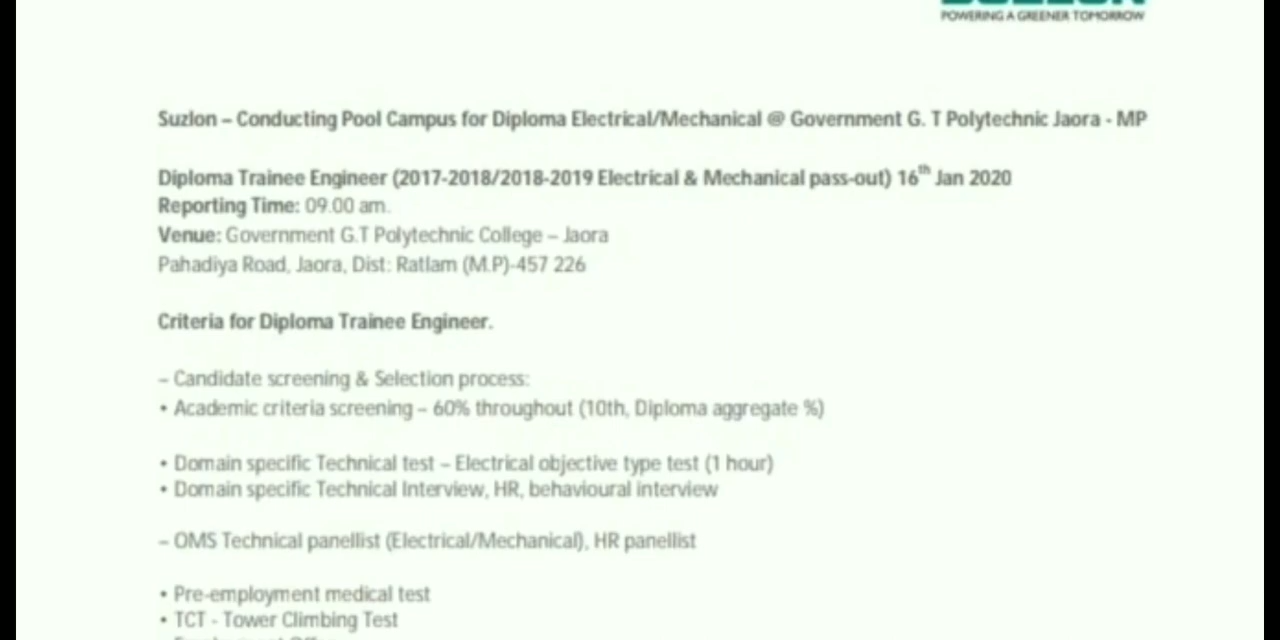 POWERING A GREENER TOMORROW
Suzlon – Conducting Pool Campus for Diploma Electrical/Mechanical @ Government G. T Polytechnic Jaora - MP
Diploma Trainee Engineer (2017-2018/2018-2019 Electrical & Mechanical pass-out) 16th Jan 2020
Reporting Time: 09.00 am.
Venue: Government G.T Polytechnic College – Jaora
Pahadiya Road, Jaora, Dist: Ratlam (M.P)-457 226
Criteria for Diploma Trainee Engineer.
– Candidate screening & Selection process:
• Academic criteria screening – 60% throughout (10th, Diploma aggregate %)
• Domain specific Technical test – Electrical objective type test (1 hour)
• Domain specific Technical Interview, HR, behavioural interview
– OMS Technical panellist (Electrical/Mechanical), HR panellist
• Pre-employment medical test
• TCT - Tower Climbing Test